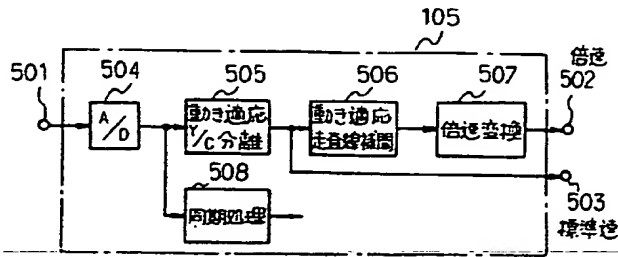 105
倍速
501
504
505
506
507
502
A/D
動き適応
Y/C分離
動き適応
走査線補間
倍速変換
508
同期処理
503
標準速